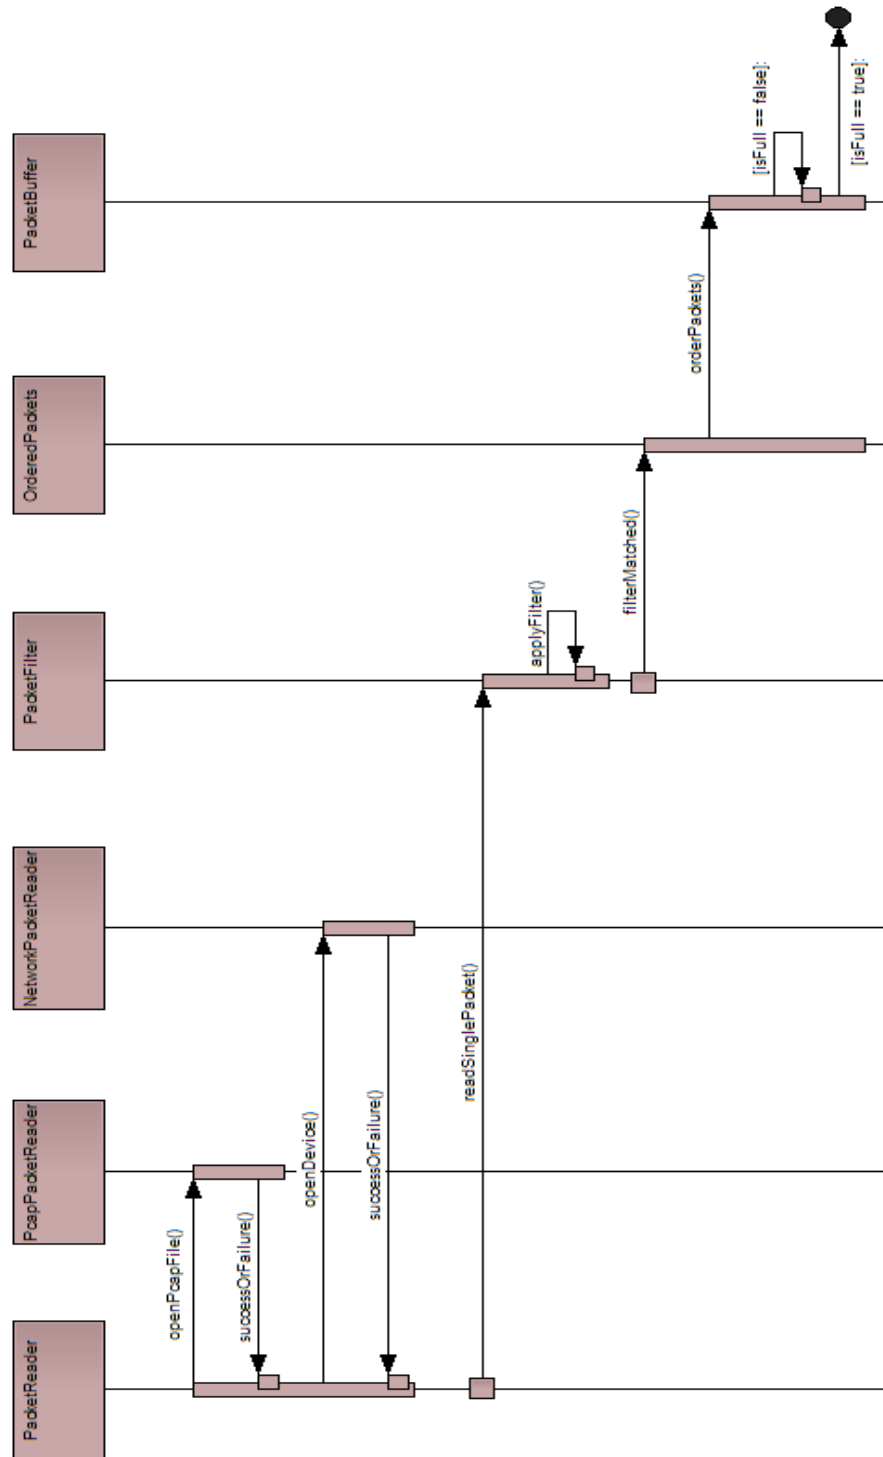 PacketReader
PcapPacketReader
NetworkPacketReader
PacketFilter
OrderedPackets
PacketBuffer
openPcapFile()
successOrFailure()
openDevice()
successOrFailure()
readSinglePacket()
applyFilter()
filterMatched()
orderPackets()
[isFull == false]:
[isFull == true]: